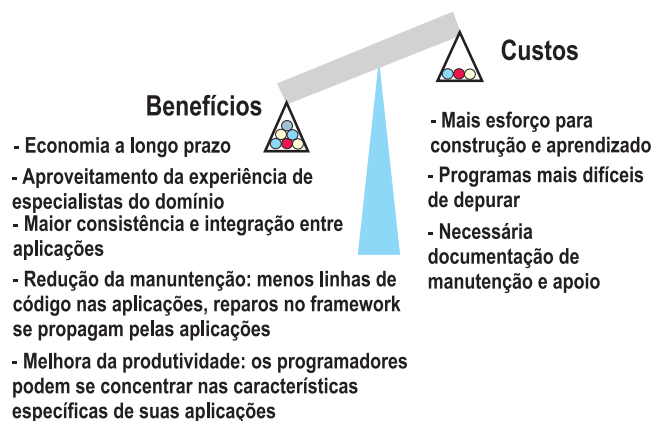 Benefícios
- Economia a longo prazo
- Aproveitamento da experiência de
especialistas do domínio
- Maior consistência e integração entre
aplicações
- Redução da manuntenção: menos linhas de
código nas aplicações, reparos no framework
se propagam pelas aplicações
- Melhora da produtividade: os programadores
podem se concentrar nas características
específicas de suas aplicações
Custos
- Mais esforço para
construção e aprendizado
- Programas mais difíceis
de depurar
- Necessária
documentação de
manutenção e apoio